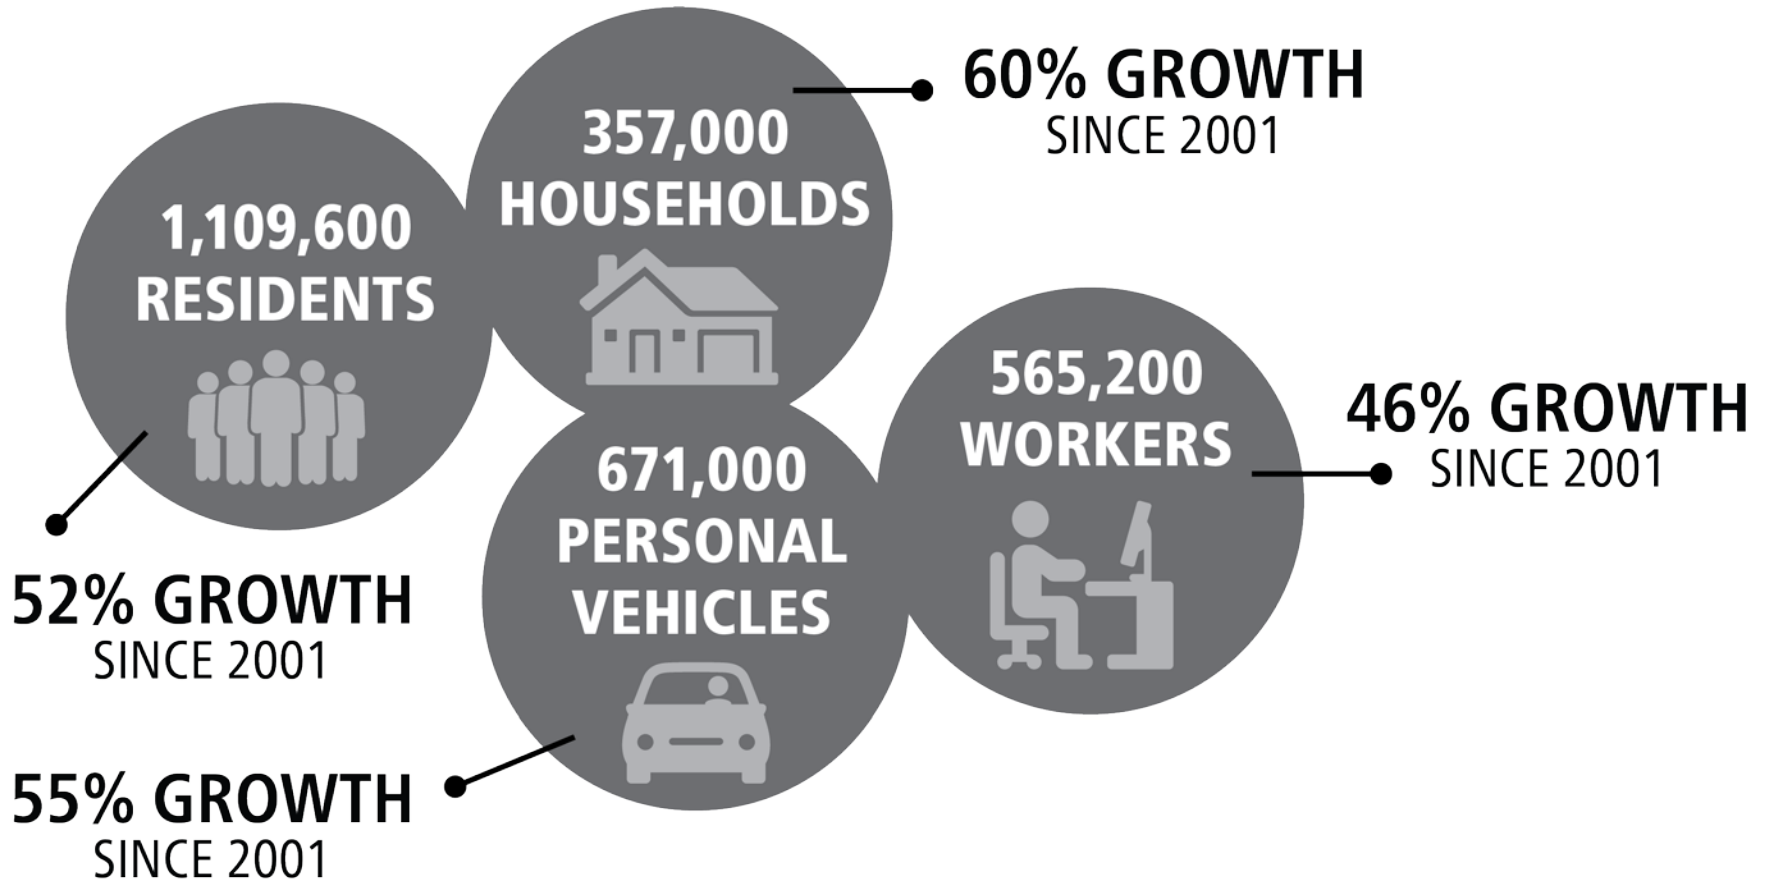 1,109,600
RESIDENTS
52% GROWTH
SINCE 2001
357,000
HOUSEHOLDS
60% GROWTH
SINCE 2001
671,000
PERSONAL
VEHICLES
55% GROWTH
SINCE 2001
565,200
WORKERS
46% GROWTH
SINCE 2001